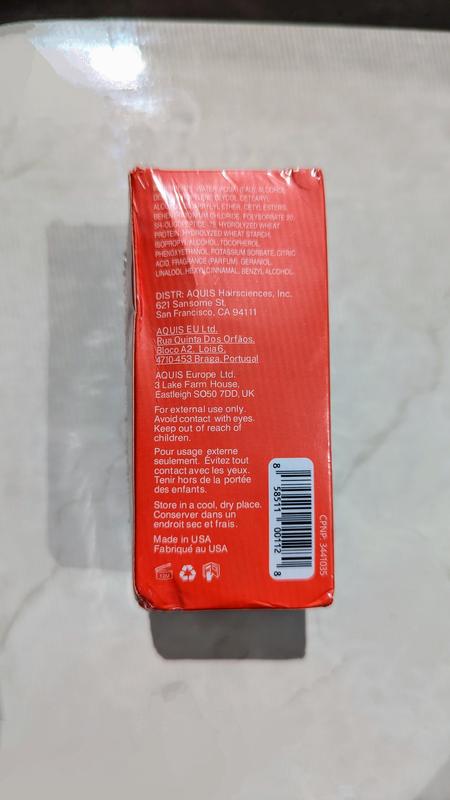 WATER (AQUA) (EAU), ALCOHOL
GLYCOL, CETEARYL
ETHER, CETYL ESTERS,
CHLORIDE, POLYSORBATE 20,
SH-OLIGOPEPTIDE-78, HYDROLYZED WHEAT
PROTEIN, HYDROLYZED WHEAT STARCH,
ISOPROPYL ALCOHOL, TOCOPHEROL,
PHENOXYETHANOL, POTASSIUM SORBATE, CITRIC
ACID, FRAGRANCE (PARFUM), GERANIOL,
LINALOOL, HEXYL CINNAMAL, BENZYL ALCOHOL.
DISTR: AQUIS Hairsciences, Inc.
621 Sansome St.
San Francisco, CA 94111
AQUIS EU Ltd.
Rua Quinta Dos Orfãos,
Bloco A2, Loja 6,
4710-453 Braga, Portugal
AQUIS Europe Ltd.
3 Lake Farm House,
Eastleigh SO50 7DD, UK
For external use only.
Avoid contact with eyes.
Keep out of reach of
children.
Pour usage externe
seulement. Évitez tout
contact avec les yeux.
Tenir hors de la portée
des enfants.
Store in a cool, dry place.
Conserver dans un
endroit sec et frais.
Made in USA
Fabriqué au USA
12M
8 58511 00112 8
CPNP: 3441035